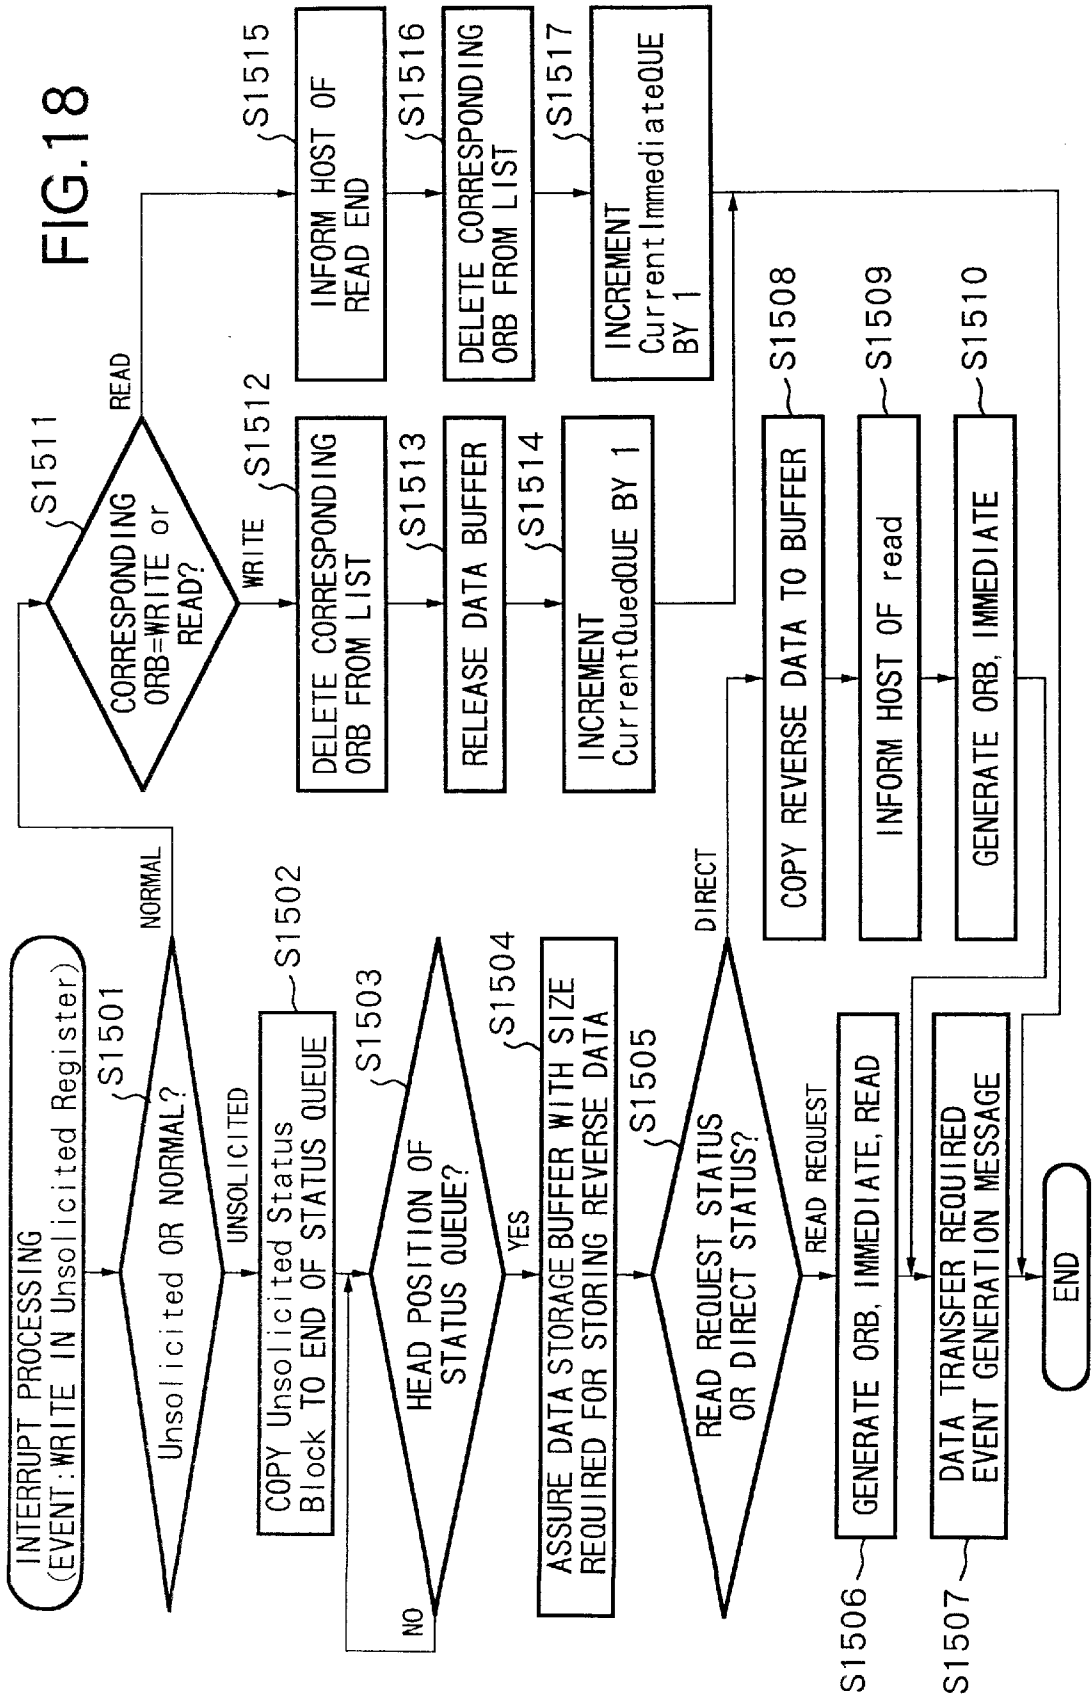 FIG.18
INTERRUPT PROCESSING
(EVENT:WRITE IN Unsolicited Register)
S1501
Unsolicited OR NORMAL?
NORMAL
UNSOLICITED
S1502
COPY Unsolicited Status
Block TO END OF STATUS QUEUE
S1503
HEAD POSITION OF
STATUS QUEUE?
NO
YES
S1504
ASSURE DATA STORAGE BUFFER WITH SIZE
REQUIRED FOR STORING REVERSE DATA
S1505
READ REQUEST STATUS
OR DIRECT STATUS?
DIRECT
READ REQUEST
S1506
GENERATE ORB, IMMEDIATE, READ
S1507
DATA TRANSFER REQUIRED
EVENT GENERATION MESSAGE
END
S1508
COPY REVERSE DATA TO BUFFER
S1509
INFORM HOST OF read
S1510
GENERATE ORB, IMMEDIATE
S1511
CORRESPONDING
ORB=WRITE or
READ?
READ
WRITE
S1512
DELETE CORRESPONDING
ORB FROM LIST
S1513
RELEASE DATA BUFFER
S1514
INCREMENT
CurrentQuedQUE BY 1
S1515
INFORM HOST OF
READ END
S1516
DELETE CORRESPONDING
ORB FROM LIST
S1517
INCREMENT
CurrentImmediateQUE
BY 1